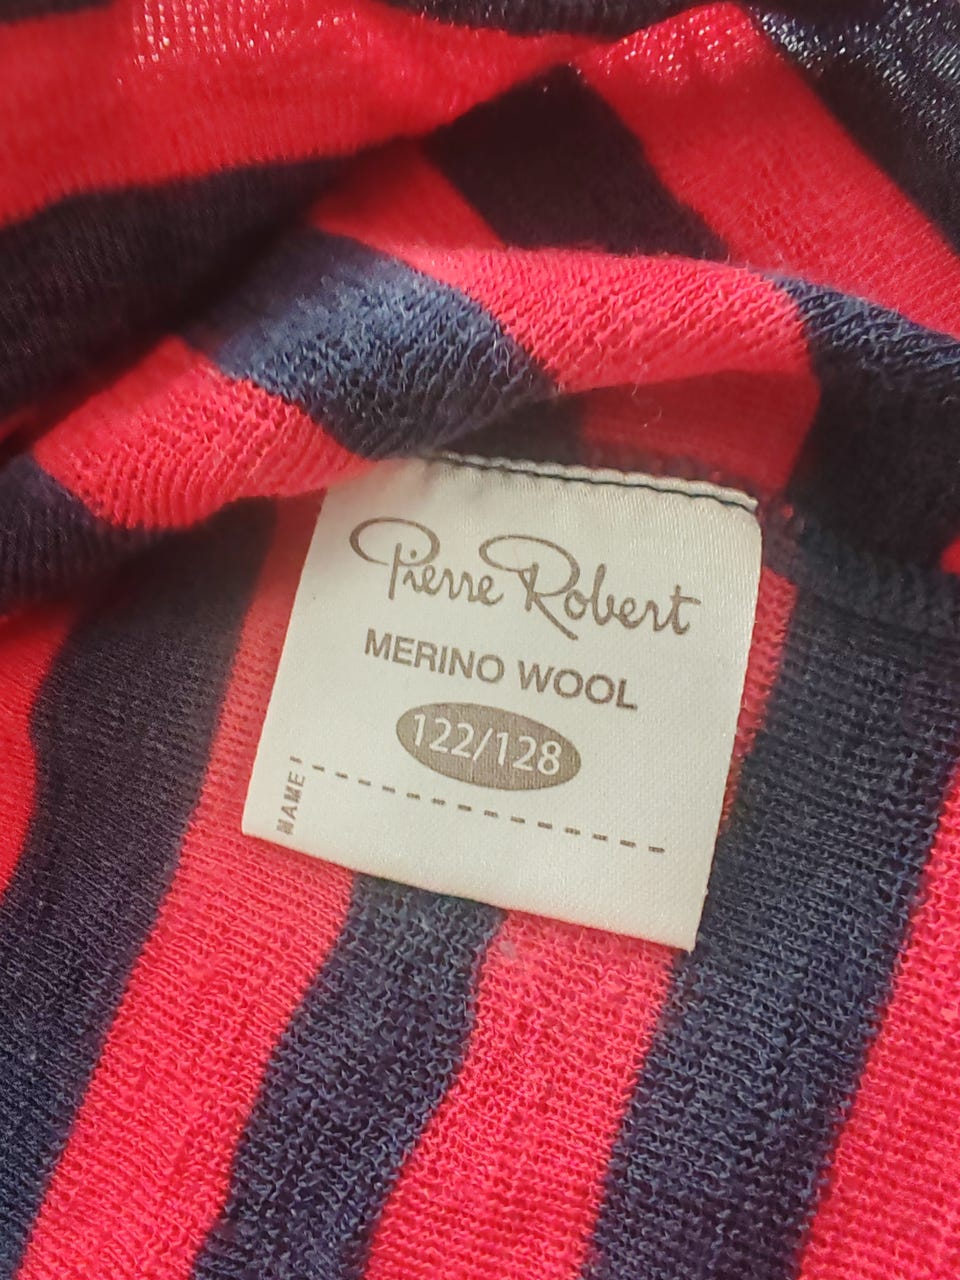 Pierre Robert
MERINO WOOL
122/128
NAME